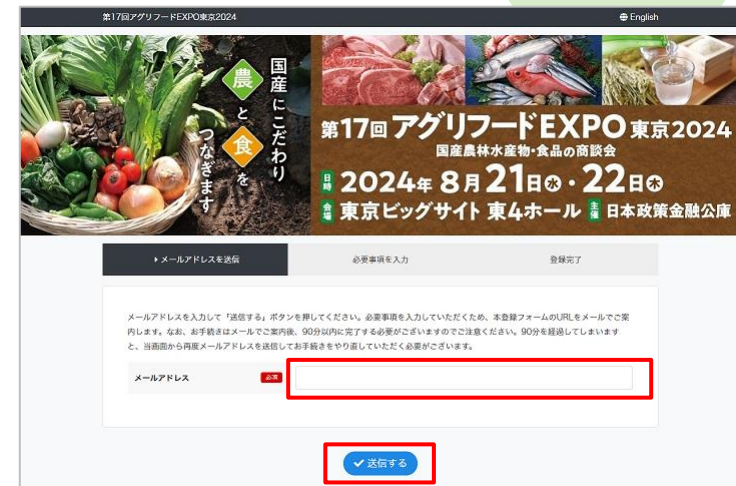 第17回アグリフードEXPO東京2024
English
国産にこだわり
農と食を
つなぎます
第17回 アグリフードEXPO 東京2024
国産農林水産物・食品の商談会
日時 2024年 8月21日㊌・22日㊍
会場 東京ビッグサイト 東4ホール 主催 日本政策金融公庫
メールアドレスを送信
必要事項を入力
登録完了
メールアドレスを入力して「送信する」ボタンを押してください。必要事項を入力していただくため、本登録フォームのURLをメールでご案
内します。なお、お手続きはメールでご案内後、90分以内に完了する必要がございますのでご注意ください。90分を経過してしまいます
と、当画面から再度メールアドレスを送信してお手続きをやり直していただく必要がございます。
メールアドレス 必須
送信する